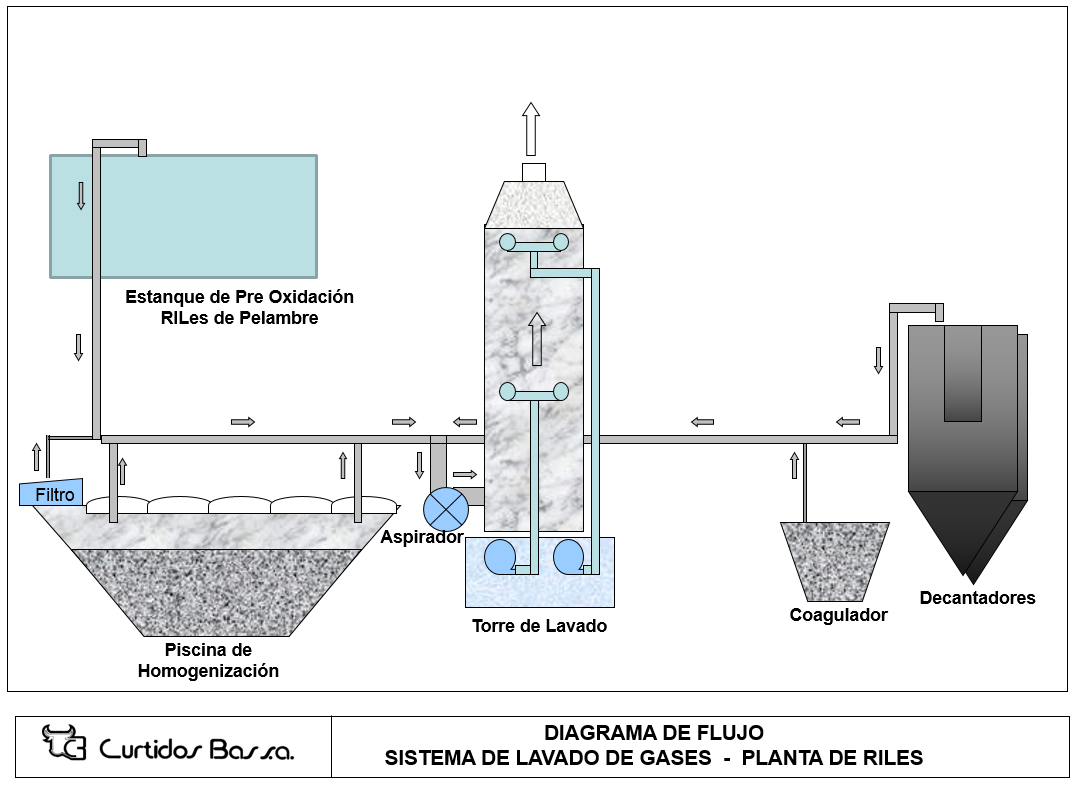 Estanque de Pre Oxidación
RILes de Pelambre
Filtro
Aspirador
Piscina de
Homogenización
Torre de Lavado
Coagulador
Decantadores
Curtidos Bas s.a.
DIAGRAMA DE FLUJO
SISTEMA DE LAVADO DE GASES - PLANTA DE RILES